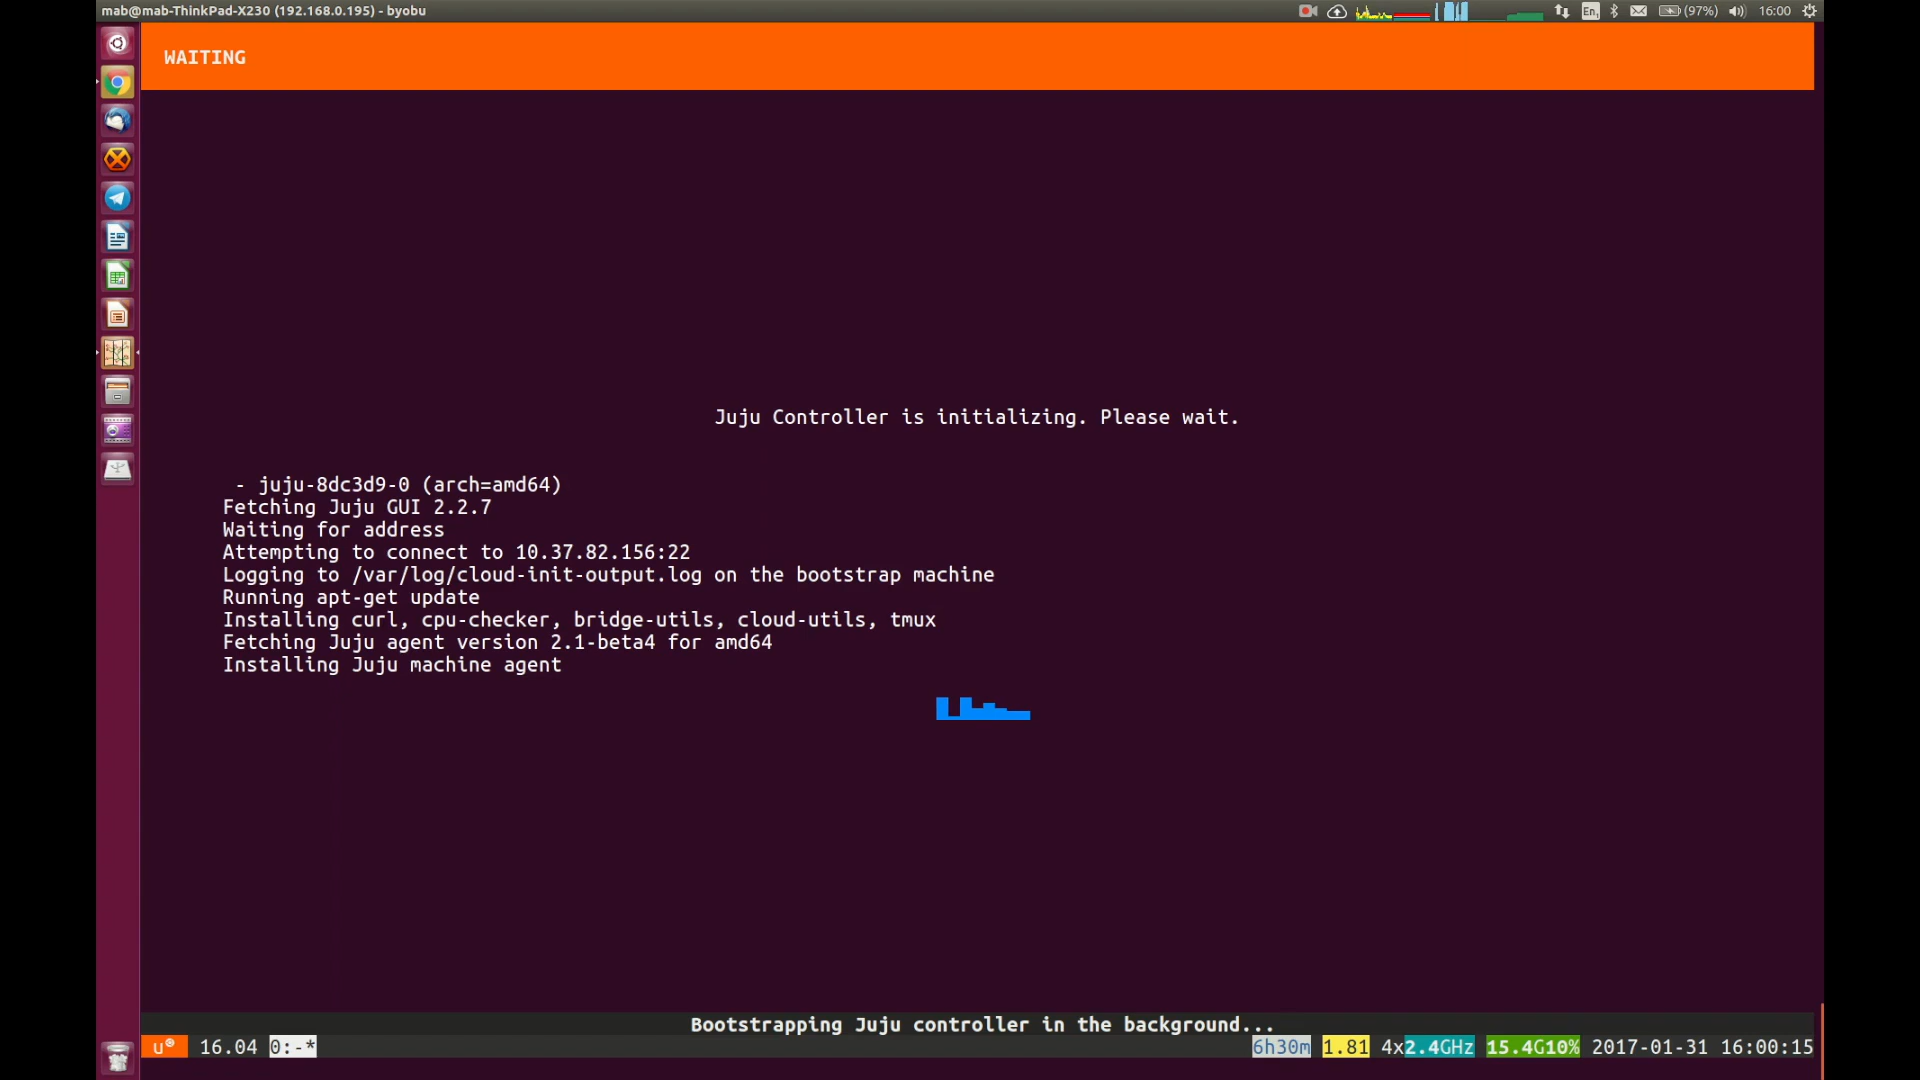 mab@mab-ThinkPad-X230 (192.168.0.195) - byobu
En1 (97%) 16:00
WAITING
Juju Controller is initializing. Please wait.
- juju-8dc3d9-0 (arch=amd64)
Fetching Juju GUI 2.2.7
Waiting for address
Attempting to connect to 10.37.82.156:22
Logging to /var/log/cloud-init-output.log on the bootstrap machine
Running apt-get update
Installing curl, cpu-checker, bridge-utils, cloud-utils, tmux
Fetching Juju agent version 2.1-beta4 for amd64
Installing Juju machine agent
Bootstrapping Juju controller in the background...
u 16.04 0:-* 6h30m 1.81 4x2.4GHz 15.4G10% 2017-01-31 16:00:15